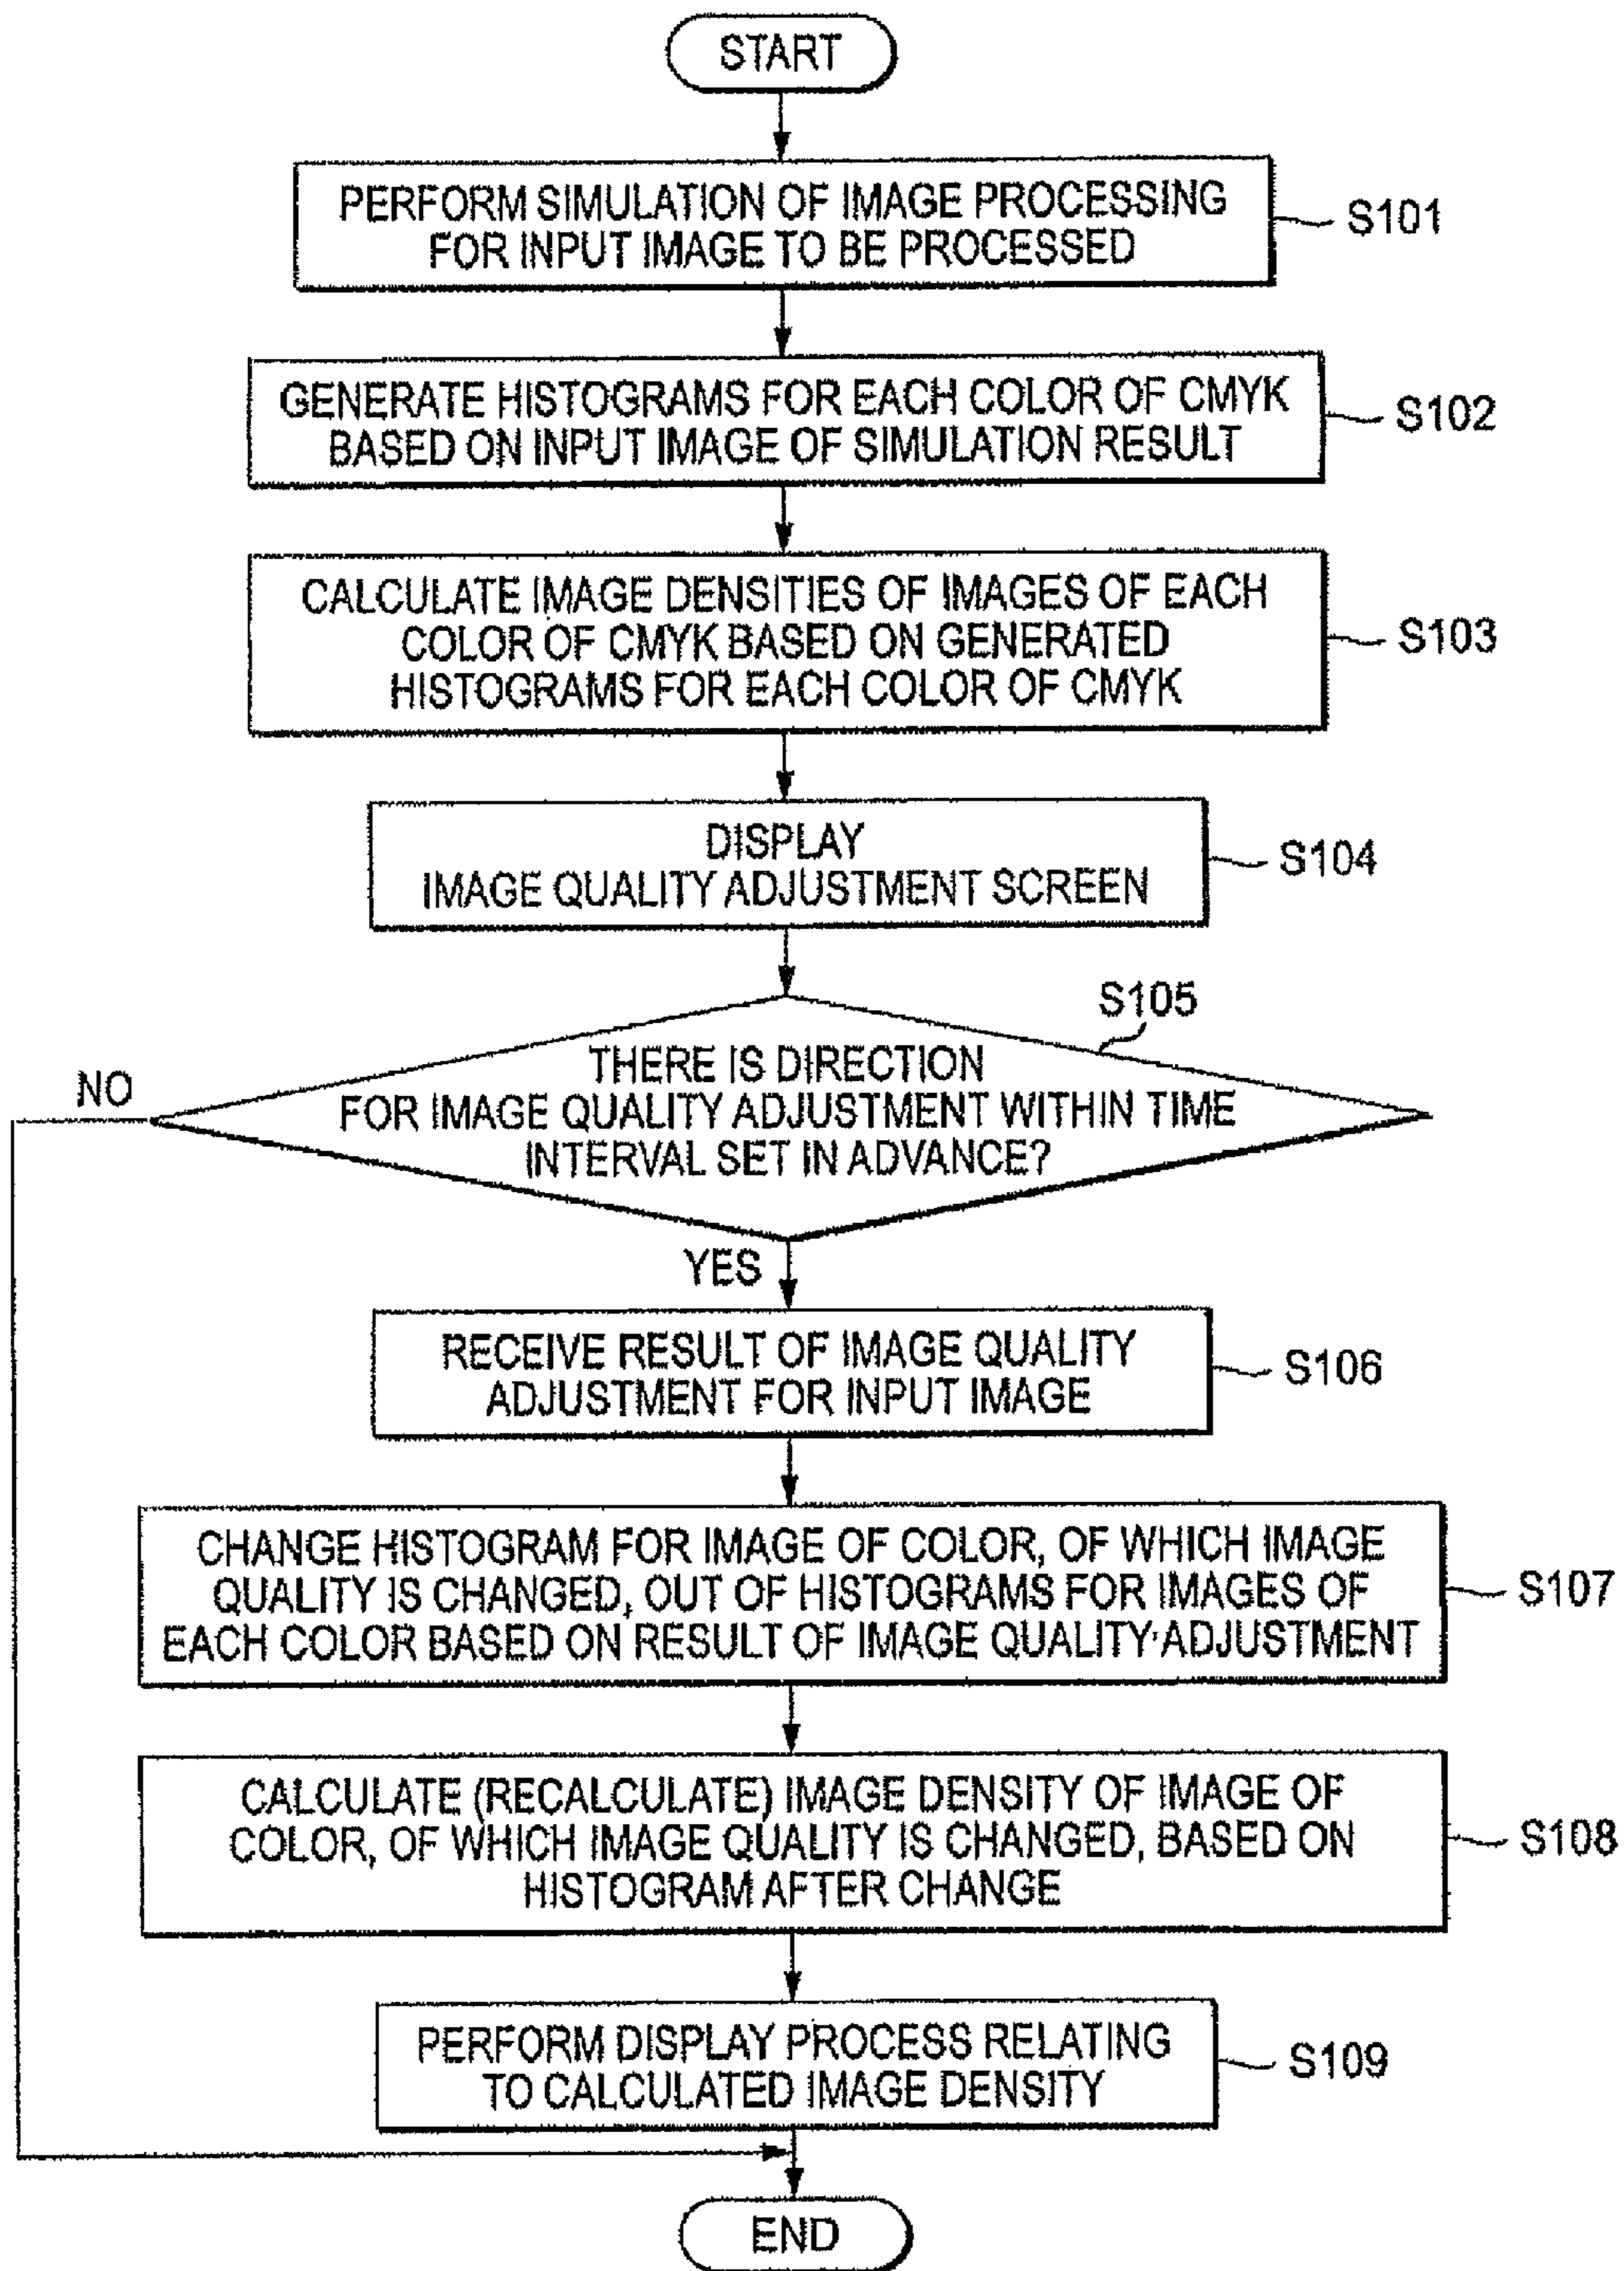 START
PERFORM SIMULATION OF IMAGE PROCESSING
FOR INPUT IMAGE TO BE PROCESSED
S101
GENERATE HISTOGRAMS FOR EACH COLOR OF CMYK
BASED ON INPUT IMAGE OF SIMULATION RESULT
S102
CALCULATE IMAGE DENSITIES OF IMAGES OF EACH
COLOR OF CMYK BASED ON GENERATED
HISTOGRAMS FOR EACH COLOR OF CMYK
S103
DISPLAY
IMAGE QUALITY ADJUSTMENT SCREEN
S104
S105
THERE IS DIRECTION
FOR IMAGE QUALITY ADJUSTMENT WITHIN TIME
INTERVAL SET IN ADVANCE?
NO
YES
RECEIVE RESULT OF IMAGE QUALITY
ADJUSTMENT FOR INPUT IMAGE
S106
CHANGE HISTOGRAM FOR IMAGE OF COLOR, OF WHICH IMAGE
QUALITY IS CHANGED, OUT OF HISTOGRAMS FOR IMAGES OF
EACH COLOR BASED ON RESULT OF IMAGE QUALITY ADJUSTMENT
S107
CALCULATE (RECALCULATE) IMAGE DENSITY OF IMAGE OF
COLOR, OF WHICH IMAGE QUALITY IS CHANGED, BASED ON
HISTOGRAM AFTER CHANGE
S108
PERFORM DISPLAY PROCESS RELATING
TO CALCULATED IMAGE DENSITY
S109
END